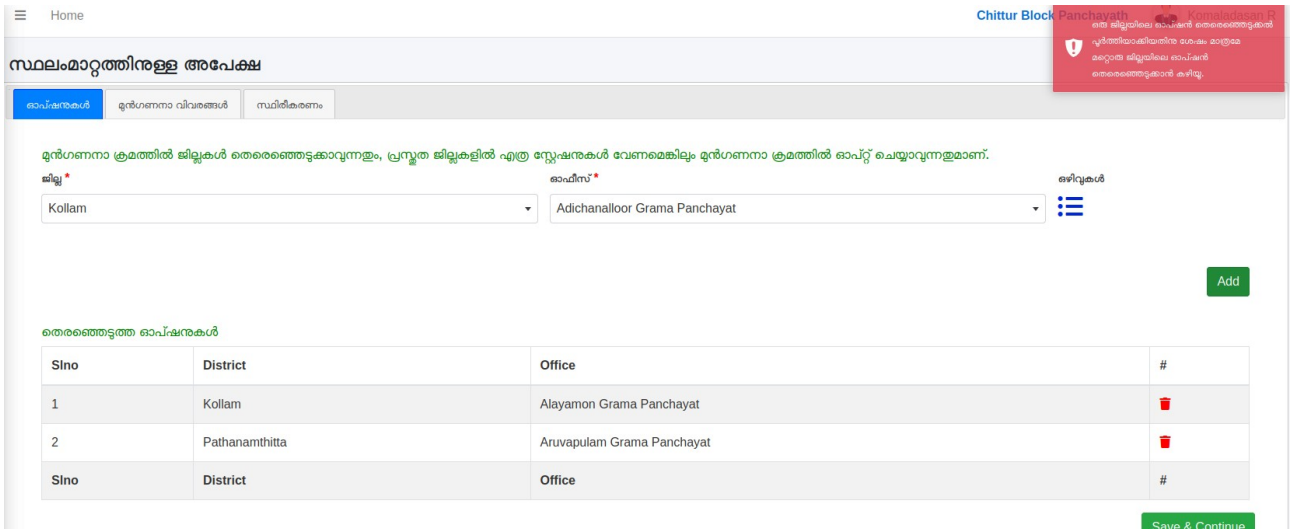 Home
Chittur Block Panchayath
Komaladasan R
ഒരു ജില്ലയിലെ ഓപ്ഷൻ തെരെഞ്ഞെടുക്കൽ
പൂർത്തിയാക്കിയതിനു ശേഷം മാത്രമേ
മറ്റൊരു ജില്ലയിലെ ഓപ്ഷൻ
തെരെഞ്ഞെടുക്കാൻ കഴിയൂ.
സ്ഥലംമാറ്റത്തിനുള്ള അപേക്ഷ
ഓപ്ഷനുകൾ
മുൻഗണനാ വിവരങ്ങൾ
സ്ഥിരീകരണം
മുൻഗണനാ ക്രമത്തിൽ ജില്ലകൾ തെരെഞ്ഞെടുക്കാവുന്നതും, പ്രസ്തുത ജില്ലകളിൽ എത്ര സ്റ്റേഷനുകൾ വേണമെങ്കിലും മുൻഗണനാ ക്രമത്തിൽ ഓപ്റ്റ് ചെയ്യാവുന്നതുമാണ്.
ജില്ല * ഓഫീസ് * ഒഴിവുകൾ
Kollam Adichanalloor Grama Panchayat
Add
തെരഞ്ഞെടുത്ത ഓപ്ഷനുകൾ
Slno District Office #
1 Kollam Alayamon Grama Panchayat
2 Pathanamthitta Aruvapulam Grama Panchayat
Slno District Office #
Save & Continue